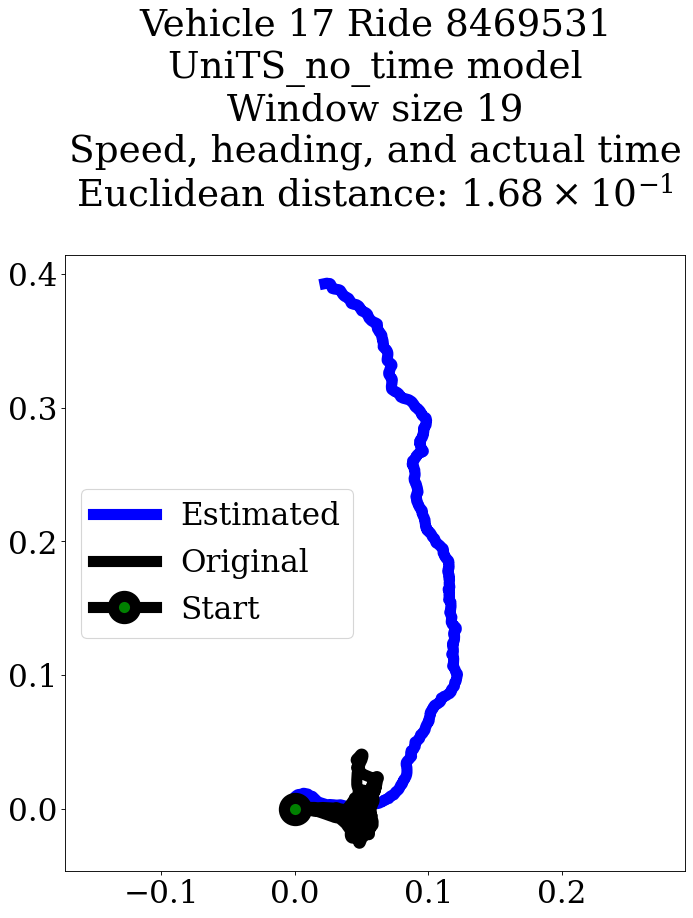 Vehicle 17 Ride 8469531
UniTS_no_time model
Window size 19
Speed, heading, and actual time
Euclidean distance: 1.68 × 10⁻¹
0.4
0.3
Estimated
0.2
Original
Start
0.1
0.0
−0.1 0.0 0.1 0.2